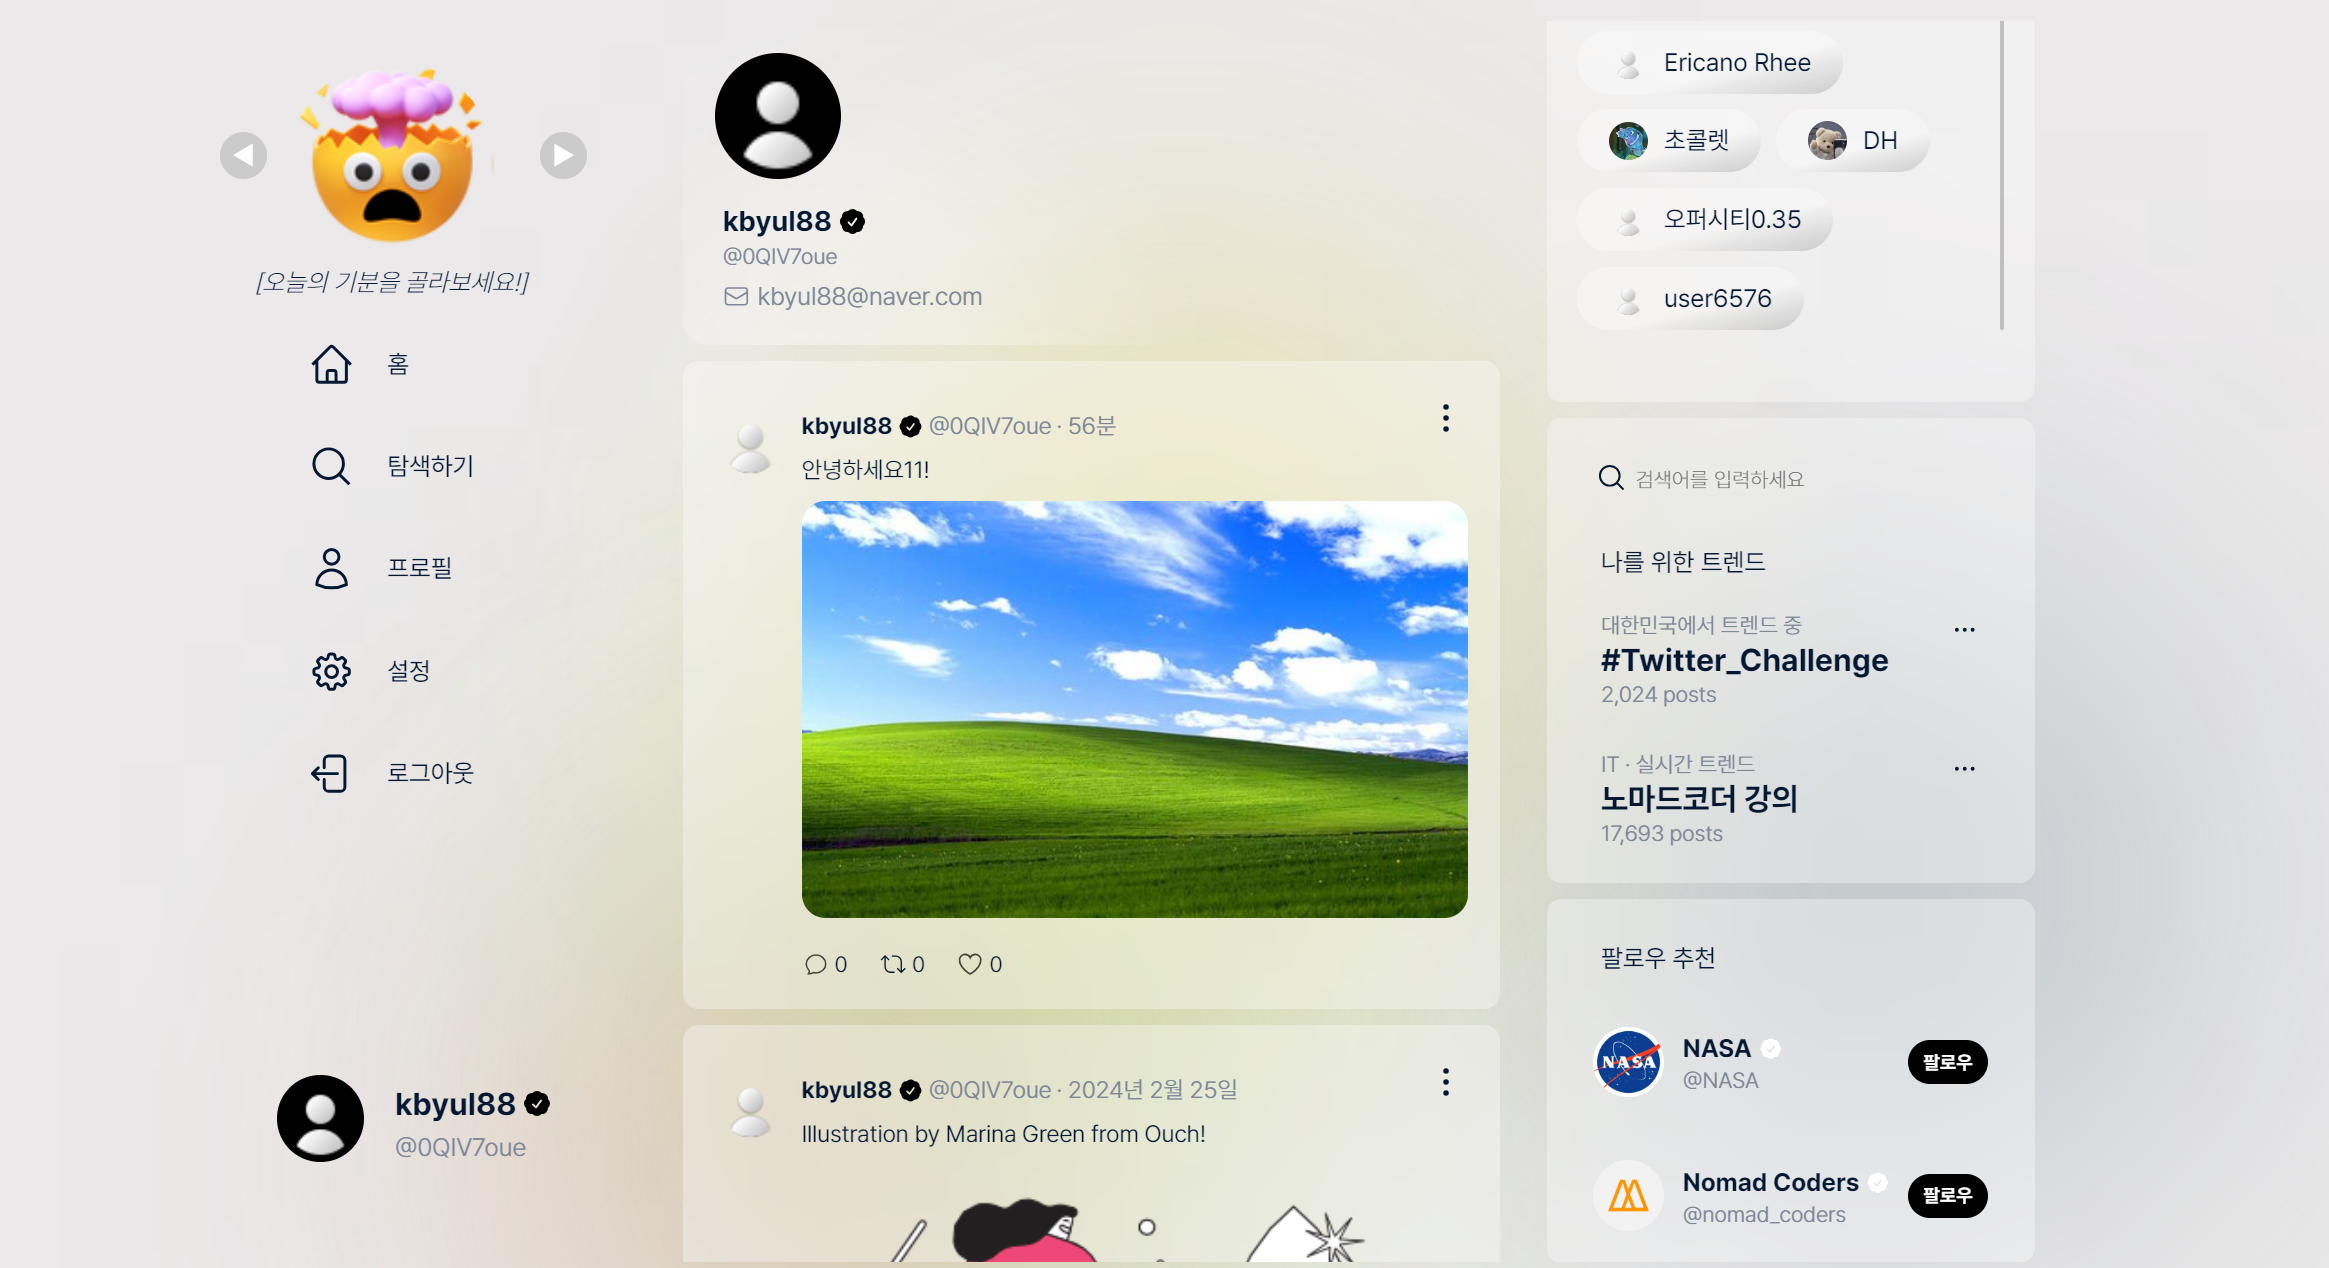 [오늘의 기분을 골라보세요!]
홈
탐색하기
프로필
설정
로그아웃
kbyul88
@0QIV7oue
kbyul88
@0QIV7oue
kbyul88@naver.com
kbyul88 @0QIV7oue · 56분
안녕하세요11!
0 0 0
kbyul88 @0QIV7oue · 2024년 2월 25일
Illustration by Marina Green from Ouch!
Ericano Rhee
초콜렛 DH
오퍼시티0.35
user6576
검색어를 입력하세요
나를 위한 트렌드
대한민국에서 트렌드 중
#Twitter_Challenge
2,024 posts
IT · 실시간 트렌드
노마드코더 강의
17,693 posts
팔로우 추천
NASA
NASA
@NASA
팔로우
Nomad Coders
@nomad_coders
팔로우